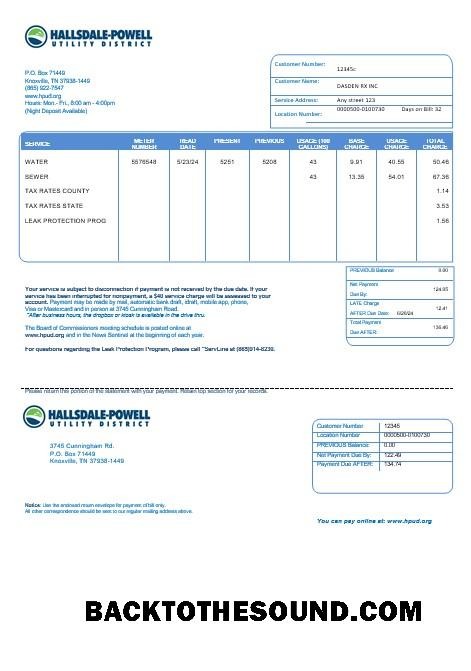 HALLSDALE-POWELL
UTILITY DISTRICT
P.O. Box 71449
Knoxville, TN 37938-1449
(865) 922-7547
www.hpud.org
Hours: Mon.- Fri., 8:00 am - 4:00pm
(Night Deposit Available)
Customer Number:
12345c
Customer Name:
DASDEN RX INC
Service Address: Any street 123
Location Number: 0000500-0100730 Days on Bill: 32
SERVICE METER NUMBER READ DATE PRESENT PREVIOUS USAGE (100 GALLONS) BASE CHARGE USAGE CHARGE TOTAL CHARGE
WATER 5576548 5/23/24 5251 5208 43 9.91 40.55 50.46
SEWER 43 13.35 54.01 67.36
TAX RATES COUNTY 1.14
TAX RATES STATE 3.53
LEAK PROTECTION PROG 1.56
PREVIOUS Balance 0.00
Net Payment
Due By:
LATE Charge
AFTER Due Date: 12.41
Total Payment
Due AFTER:
Your service is subject to disconnection if payment is not received by the due date. If your
service has been interrupted for nonpayment, a $40 service charge will be assessed to your
account. Payment may be made by mail, automatic bank draft, idraft, mobile app, phone,
Visa or Mastercard and in person at 3745 Cunningham Road.
*After business hours, the dropbox or kiosk is available in the drive thru.
The Board of Commissioners meeting schedule is posted online at
www.hpud.org and in the News Sentinel at the beginning of each year.
For questions regarding the Leak Protection Program, please call
Please return this portion of the statement with your payment. Retain top section for your records.
HALLSDALE-POWELL
UTILITY DISTRICT
3745 Cunningham Rd.
P.O. Box 71449
Knoxville, TN 37938-1449
Customer Number 12345
Location Number 0000500-0100730
PREVIOUS Balance: 0.00
Net Payment Due By: 122.49
Payment Due AFTER: 134.74
Notice: Use the enclosed return envelope for payment of bill only.
All other correspondence should be sent to our regular mailing address above.
You can pay online at: www.hpud.org
BACKTOTHESOUND.COM